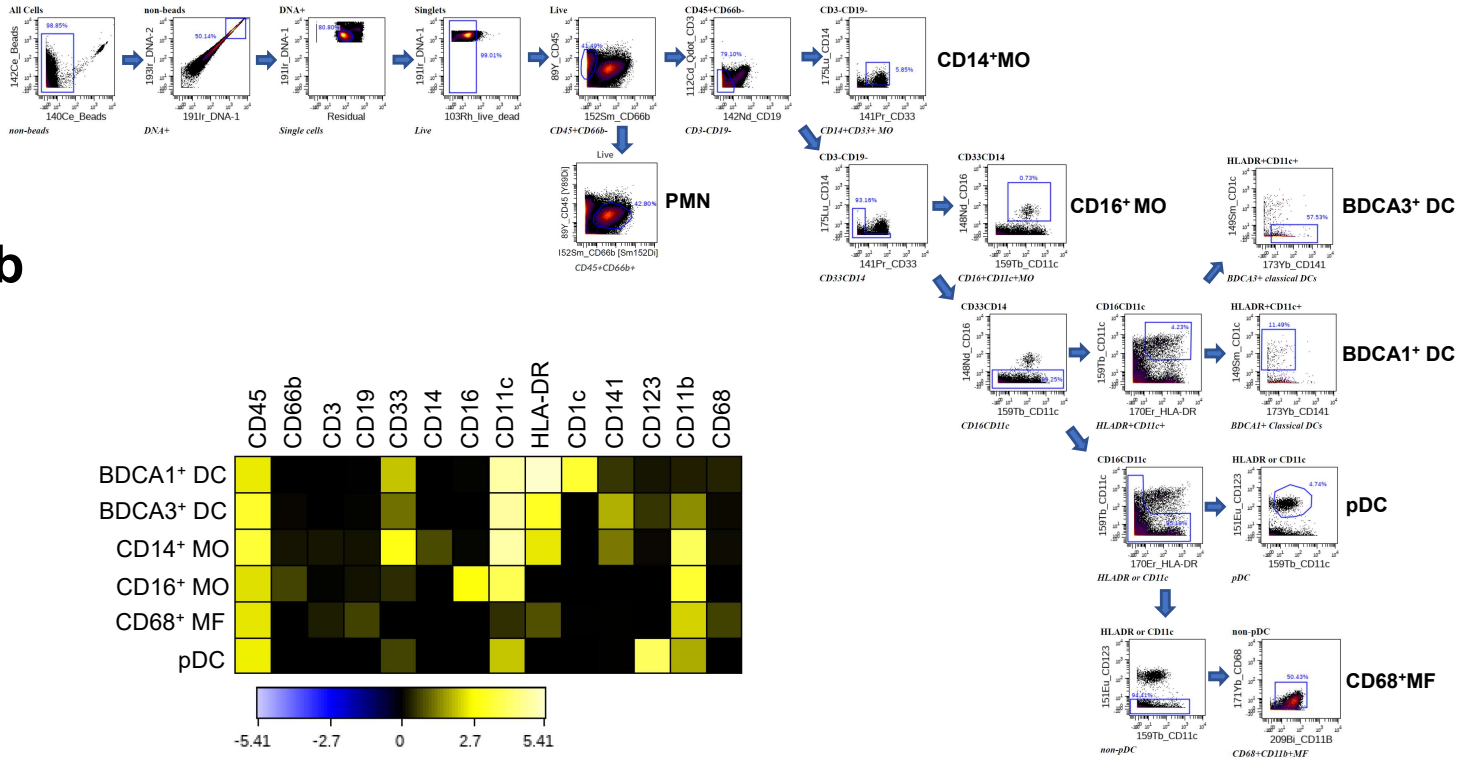 All Cells
98.85%
142Ce_Beads
140Ce_Beads
non-beads
non-beads
50.14%
193Ir_DNA-2
191Ir_DNA-1
DNA+
DNA+
80.80%
191Ir_DNA-1
Residual
Single cells
Singlets
99.01%
191Ir_DNA-1
103Rh_live_dead
Live
Live
41.49%
89Y_CD45
152Sm_CD66b
CD45+CD66b-
CD45+CD66b-
79.10%
112Cd_Qdot_CD3
142Nd_CD19
CD3-CD19-
CD3-CD19-
5.85%
175Lu_CD14
141Pr_CD33
CD14+CD33+ MO
CD14+MO
Live
42.80%
89Y_CD45 [Y89Di]
152Sm_CD66b [Sm152Di]
CD45+CD66b+
PMN
CD3-CD19-
93.16%
175Lu_CD14
141Pr_CD33
CD33CD14
CD33CD14
0.73%
148Nd_CD16
159Tb_CD11c
CD16+CD11c+MO
CD16+ MO
HLADR+CD11c+
57.53%
149Sm_CD1c
173Yb_CD141
BDCA3+ classical DCs
BDCA3+ DC
CD33CD14
148Nd_CD16
159Tb_CD11c
CD16CD11c
CD16CD11c
4.23%
159Tb_CD11c
170Er_HLA-DR
HLADR+CD11c+
HLADR+CD11c+
11.49%
149Sm_CD1c
173Yb_CD141
BDCA1+ Classical DCs
BDCA1+ DC
CD16CD11c
159Tb_CD11c
170Er_HLA-DR
HLADR or CD11c
HLADR or CD11c
4.74%
151Eu_CD123
159Tb_CD11c
pDC
pDC
HLADR or CD11c
94.41%
151Eu_CD123
159Tb_CD11c
non-pDC
non-pDC
50.43%
171Yb_CD68
209Bi_CD11B
CD68+CD11b+MF
CD68+MF
b
CD45 CD66b CD3 CD19 CD33 CD14 CD16 CD11c HLA-DR CD1c CD141 CD123 CD11b CD68
BDCA1+ DC
BDCA3+ DC
CD14+ MO
CD16+ MO
CD68+ MF
pDC
-5.41 -2.7 0 2.7 5.41